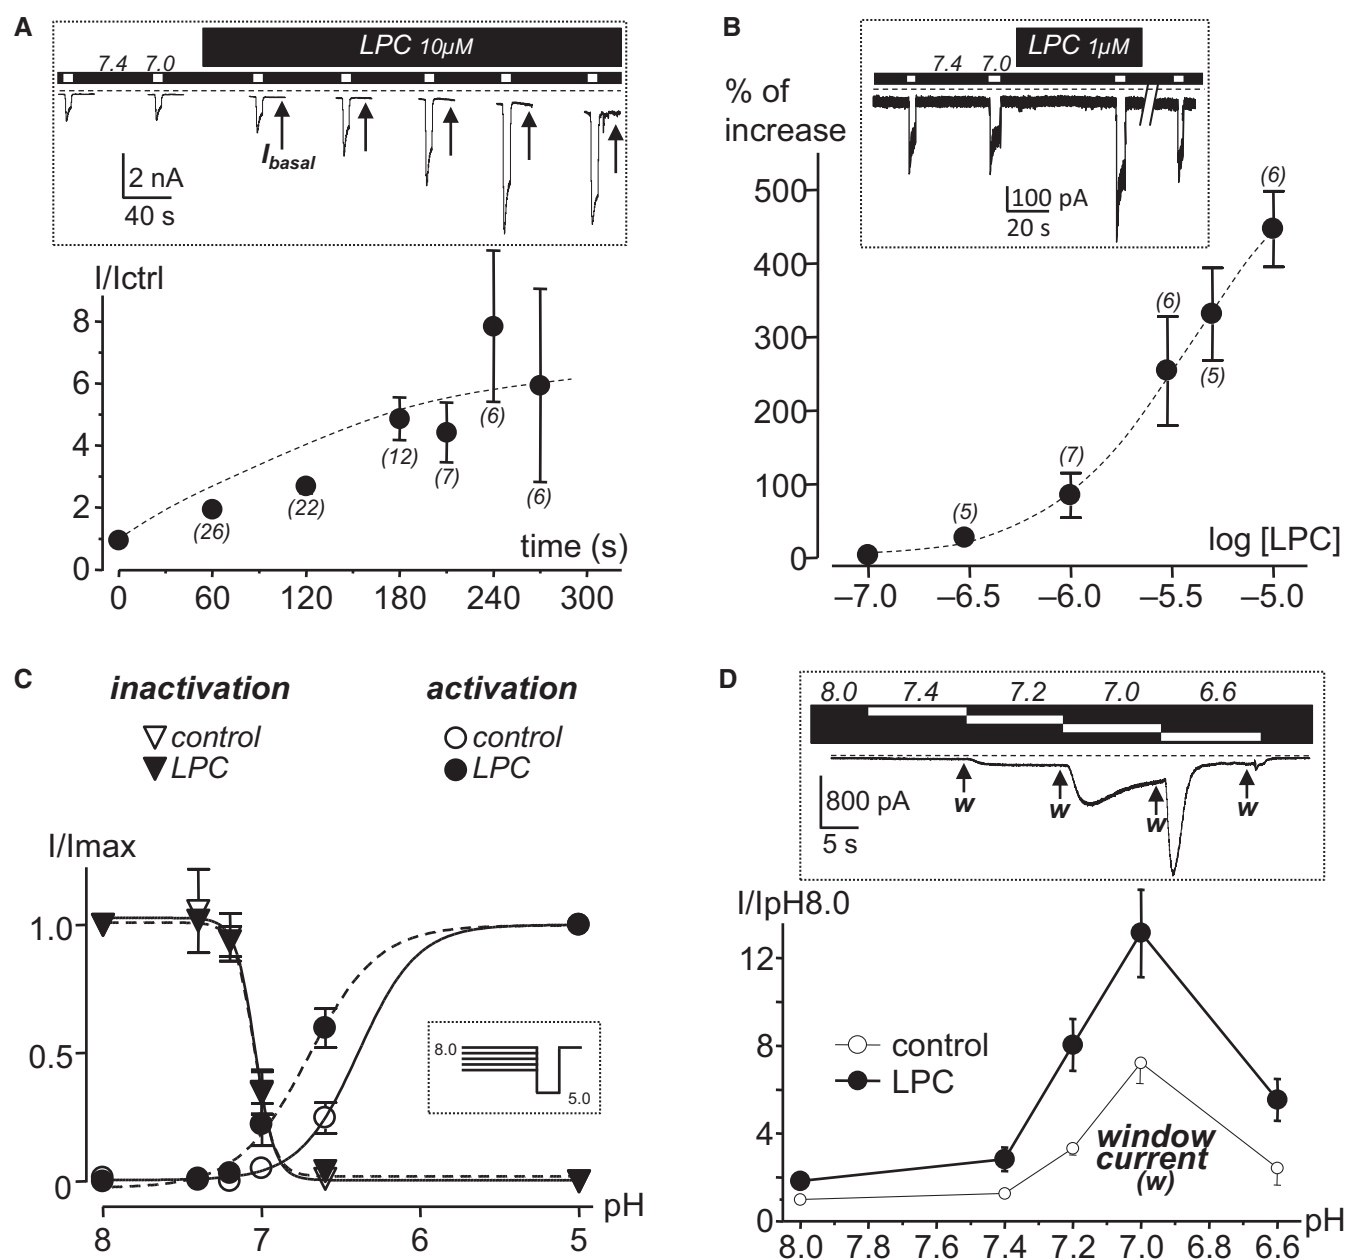 A
LPC 10µM
7.4 7.0
Ibasal
2 nA
40 s
I/Ictrl
8
6
4
2
0
(26)
(22)
(12)
(7)
(6)
(6)
time (s)
0 60 120 180 240 300
B
LPC 1µM
7.4 7.0
% of
increase
100 pA
20 s
500
400
300
200
100
0
(5)
(7)
(6)
(5)
(6)
log [LPC]
–7.0 –6.5 –6.0 –5.5 –5.0
C
inactivation activation
control control
LPC LPC
I/Imax
1.0
0.5
0
8.0
5.0
8 7 6 5
pH
D
8.0 7.4 7.2 7.0 6.6
w w w w
800 pA
5 s
I/IpH8.0
12
8
4
0
control
LPC
window
current
(w)
pH
8.0 7.8 7.6 7.4 7.2 7.0 6.8 6.6